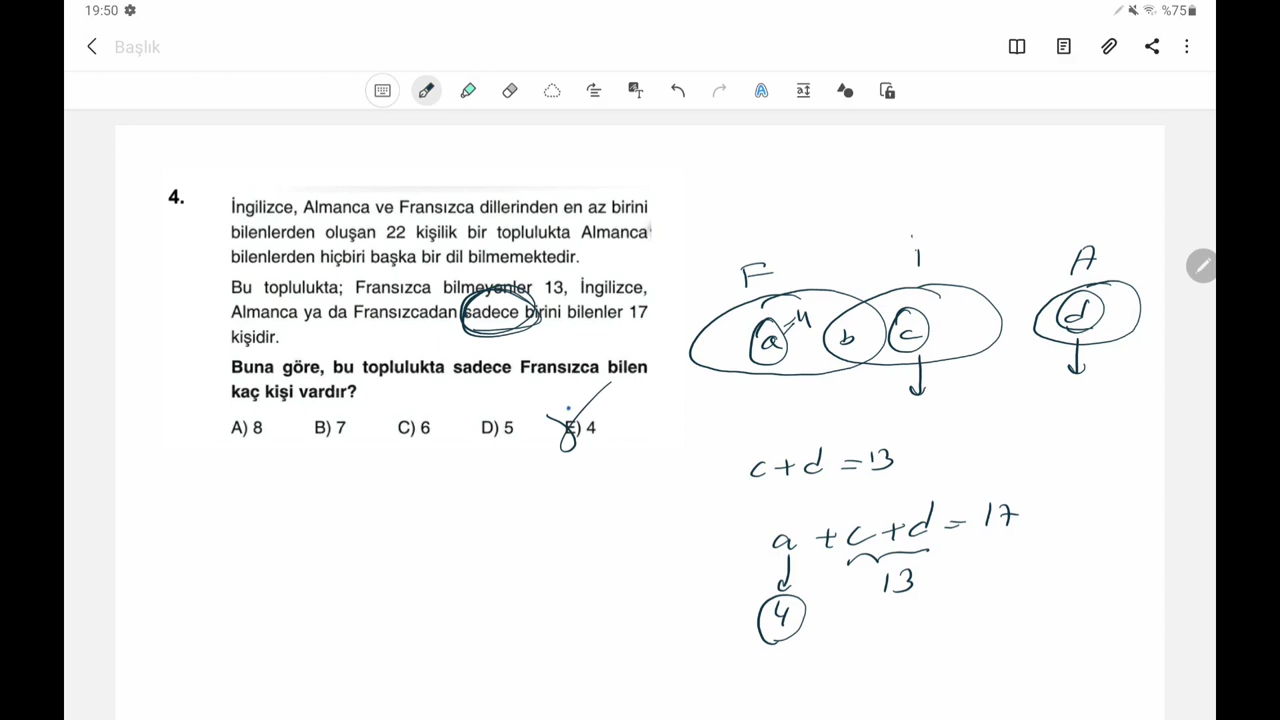 19:50
%75
Başlık
4.
İngilizce, Almanca ve Fransızca dillerinden en az birini
bilenlerden oluşan 22 kişilik bir toplulukta Almanca
bilenlerden hiçbiri başka bir dil bilmemektedir.
Bu toplulukta; Fransızca bilmeyenler 13, İngilizce,
Almanca ya da Fransızcadan sadece birini bilenler 17
kişidir.
Buna göre, bu toplulukta sadece Fransızca bilen
kaç kişi vardır?
A) 8 B) 7 C) 6 D) 5 E) 4
F i A
a = 4 b c d
c + d = 13
a + c + d = 17
13
4